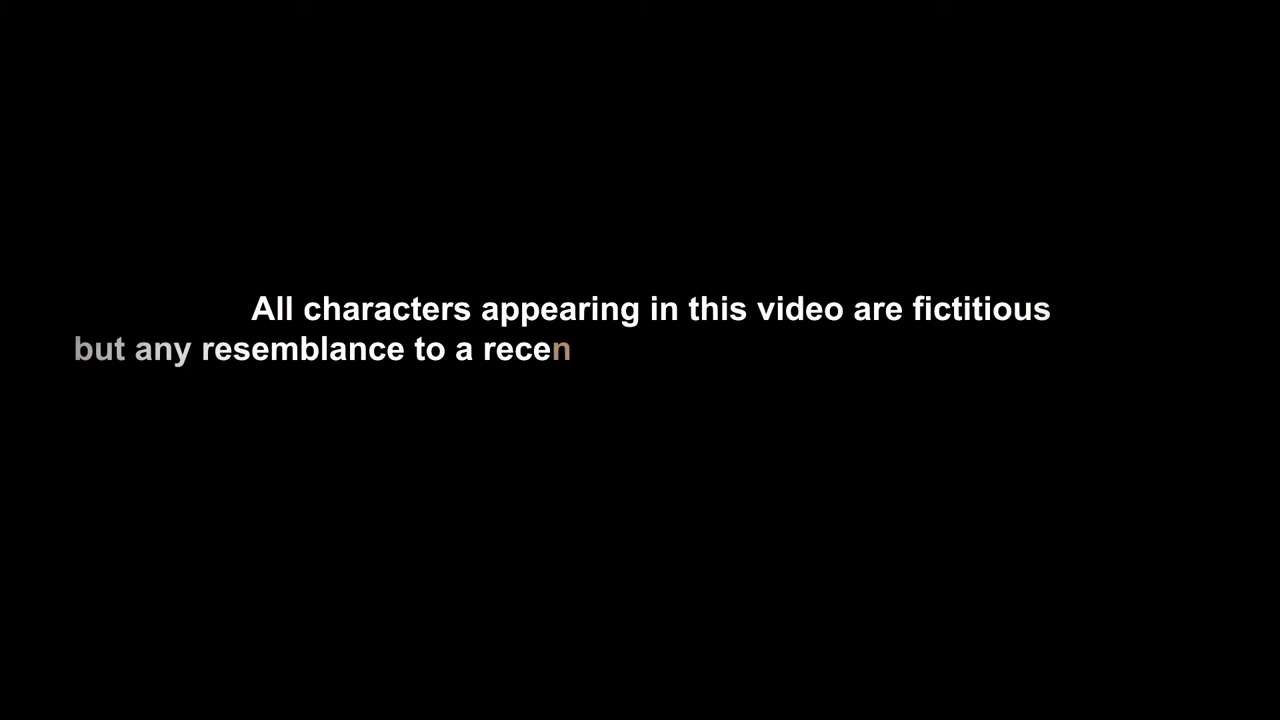 All characters appearing in this video are fictitious
but any resemblance to a recen